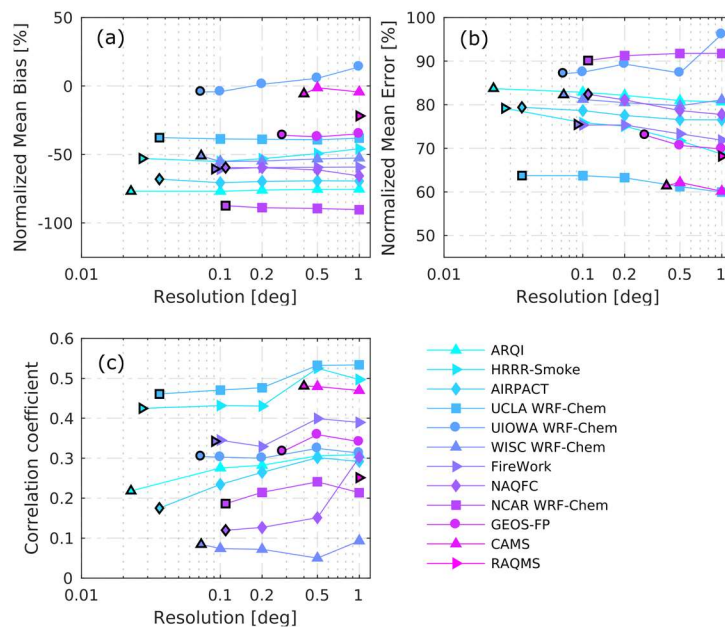 (a)
Normalized Mean Bias [%]
50
0
-50
-100
0.01
0.1
0.2
0.5
1
Resolution [deg]
(b)
Normalized Mean Error [%]
100
90
80
70
60
50
0.01
0.1
0.2
0.5
1
Resolution [deg]
(c)
Correlation coefficient
0.6
0.5
0.4
0.3
0.2
0.1
0
0.01
0.1
0.2
0.5
1
Resolution [deg]
ARQI
HRRR-Smoke
AIRPACT
UCLA WRF-Chem
UIOWA WRF-Chem
WISC WRF-Chem
FireWork
NAQFC
NCAR WRF-Chem
GEOS-FP
CAMS
RAQMS